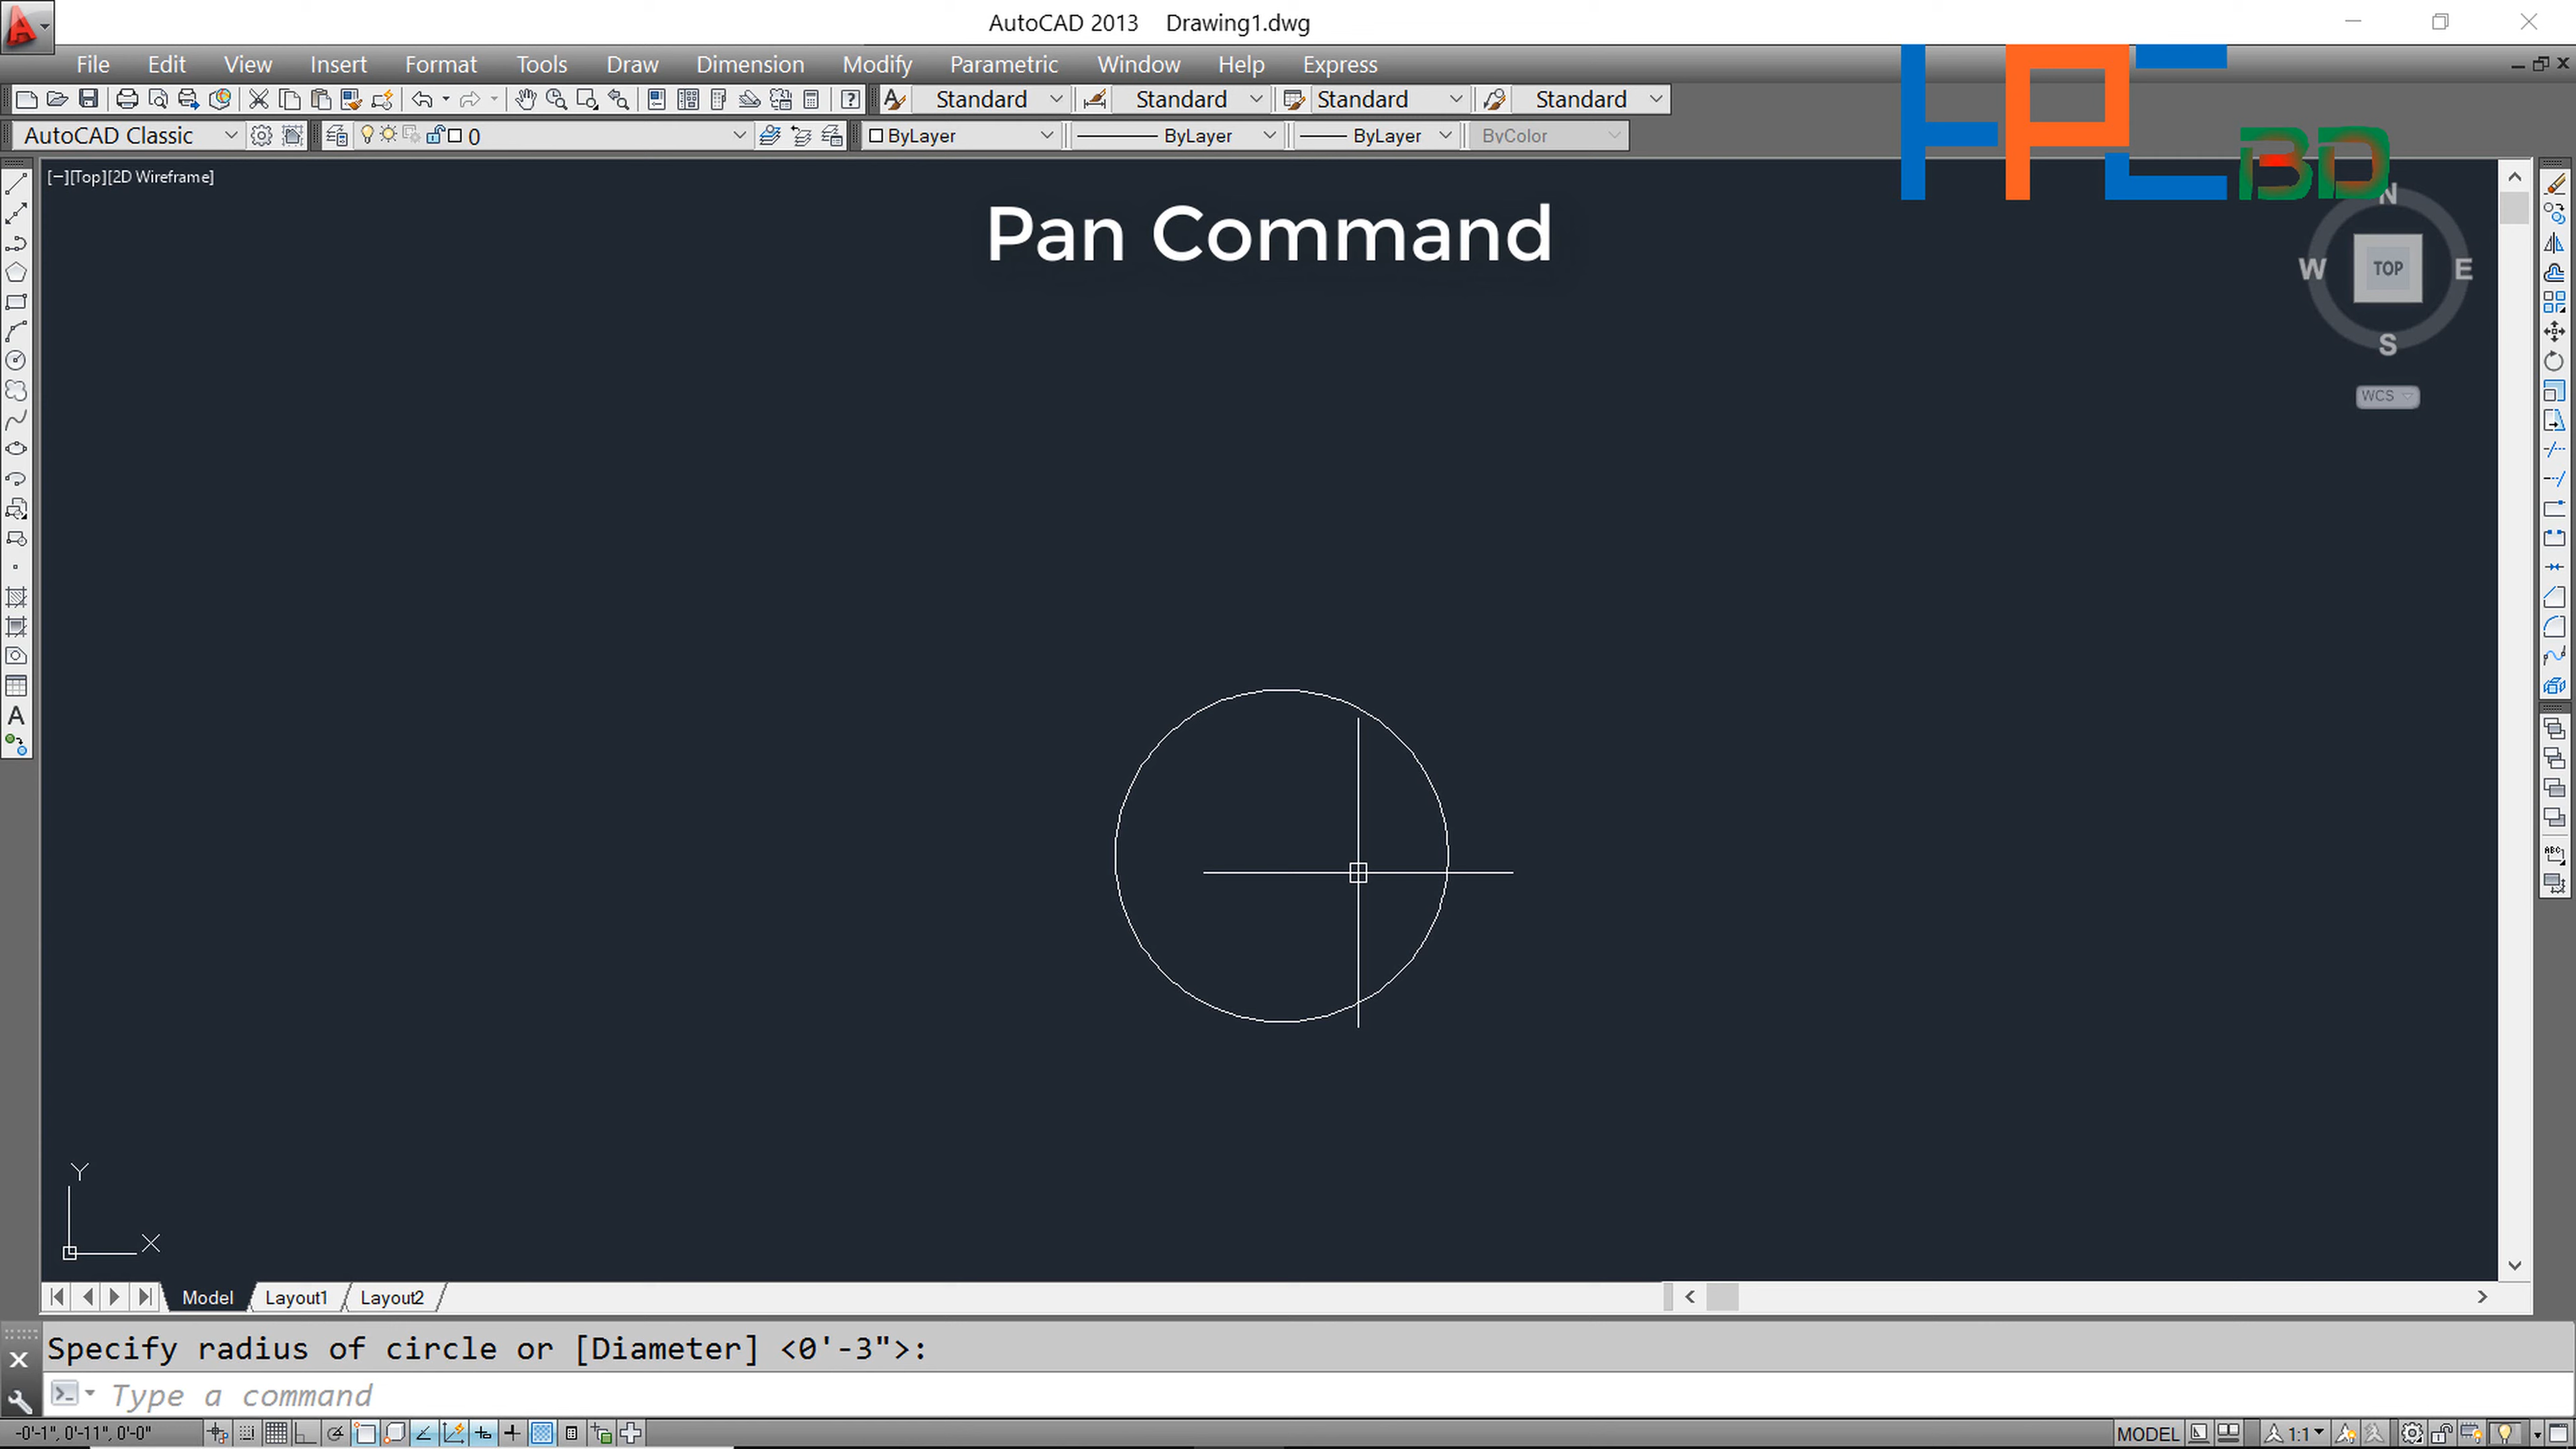 AutoCAD 2013 Drawing1.dwg
File Edit View Insert Format Tools Draw Dimension Modify Parametric Window Help Express
Standard Standard Standard Standard
AutoCAD Classic 0 ByLayer ByLayer ByLayer ByColor
HPC BD
[−][Top][2D Wireframe]
Pan Command
N
W TOP E
S
WCS
A
ABC
Y
X
Model Layout1 Layout2
Specify radius of circle or [Diameter] <0'-3">:
Type a command
-0'-1", 0'-11", 0'-0" MODEL 1:1